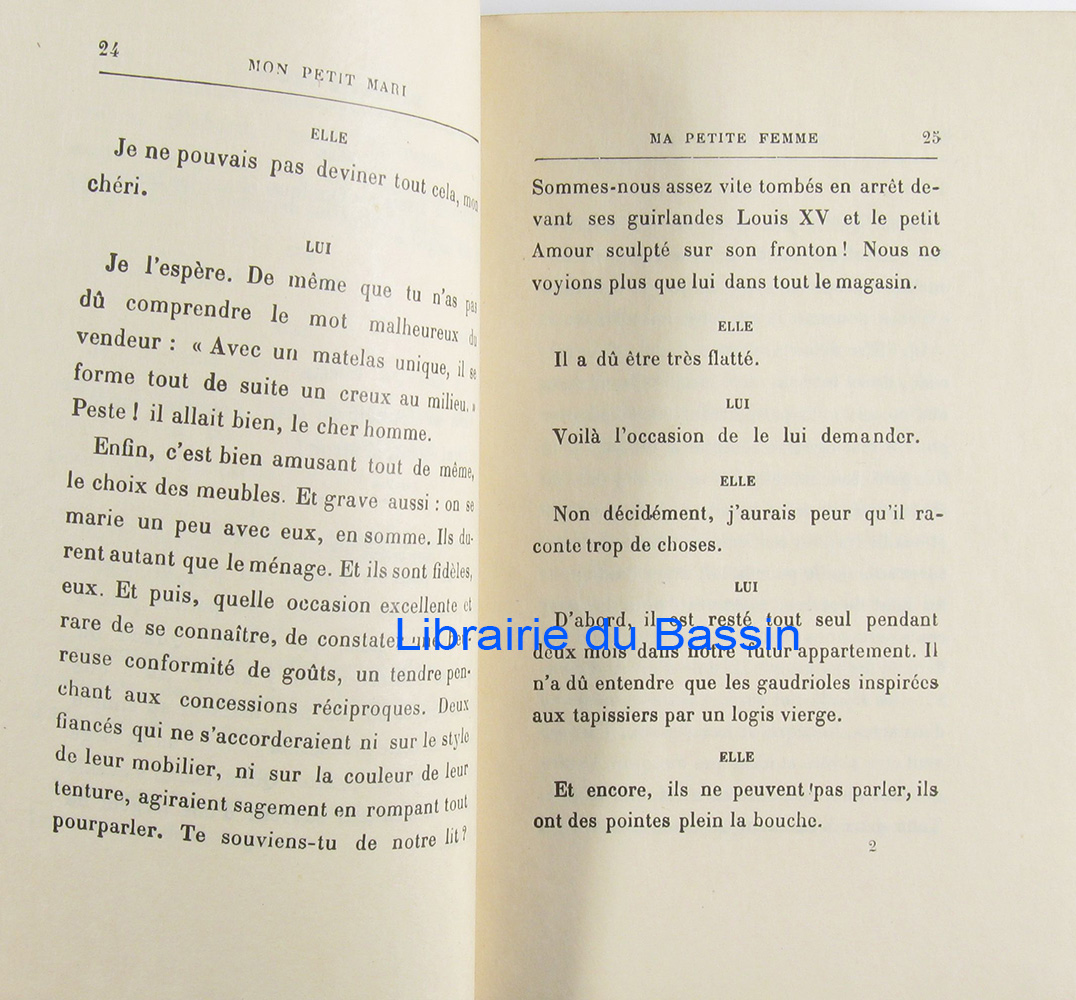 24
MON PETIT MARI
ELLE
Je ne pouvais pas deviner tout cela, mon
chéri.
LUI
Je l'espère. De même que tu n'as pas
dû comprendre le mot malheureux du
vendeur : « Avec un matelas unique, il se
forme tout de suite un creux au milieu. »
Peste ! il allait bien, le cher homme.
Enfin, c'est bien amusant tout de même,
le choix des meubles. Et grave aussi : on se
marie un peu avec eux, en somme. Ils du-
rent autant que le ménage. Et ils sont fidèles,
eux. Et puis, quelle occasion excellente et
rare de se connaître, de constater une heu-
reuse conformité de goûts, un tendre pen-
chant aux concessions réciproques. Deux
fiancés qui ne s'accorderaient ni sur le style
de leur mobilier, ni sur la couleur de leur
tenture, agiraient sagement en rompant tout
pourparler. Te souviens-tu de notre lit ?
MA PETITE FEMME
25
Sommes-nous assez vite tombés en arrêt de-
vant ses guirlandes Louis XV et le petit
Amour sculpté sur son fronton ! Nous ne
voyions plus que lui dans tout le magasin.
ELLE
Il a dû être très flatté.
LUI
Voilà l'occasion de le lui demander.
ELLE
Non décidément, j'aurais peur qu'il ra-
conte trop de choses.
LUI
D'abord, il est resté tout seul pendant
deux mois dans notre futur appartement. Il
n'a dû entendre que les gaudrioles inspirées
aux tapissiers par un logis vierge.
ELLE
Et encore, ils ne peuvent pas parler, ils
ont des pointes plein la bouche.
2
Librairie du Bassin